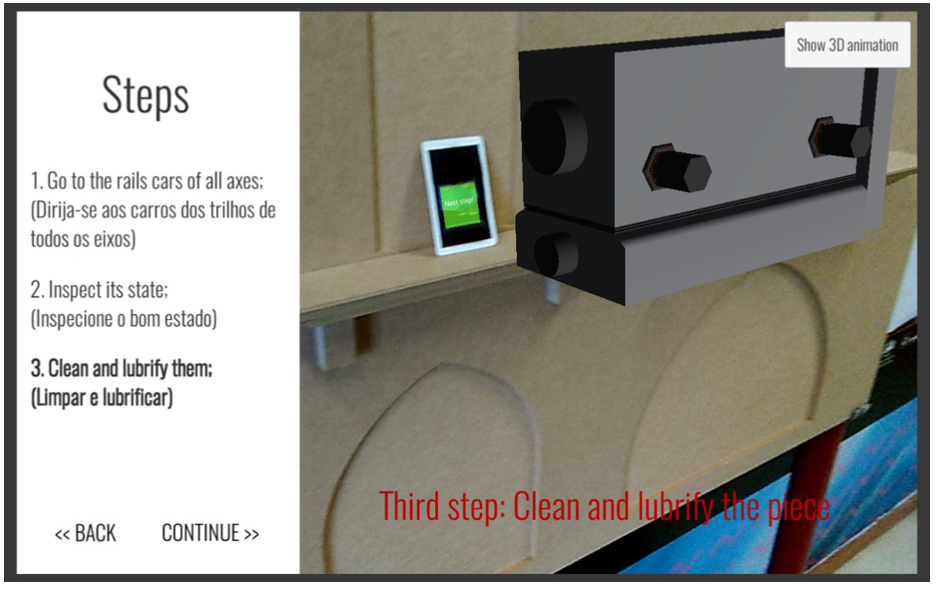 Steps
1. Go to the rails cars of all axes;
(Dirija-se aos carros dos trilhos de
todos os eixos)
2. Inspect its state;
(Inspecione o bom estado)
3. Clean and lubrify them;
(Limpar e lubrificar)
<< BACK
CONTINUE >>
Show 3D animation
Next step!
Third step: Clean and lubrify the piece